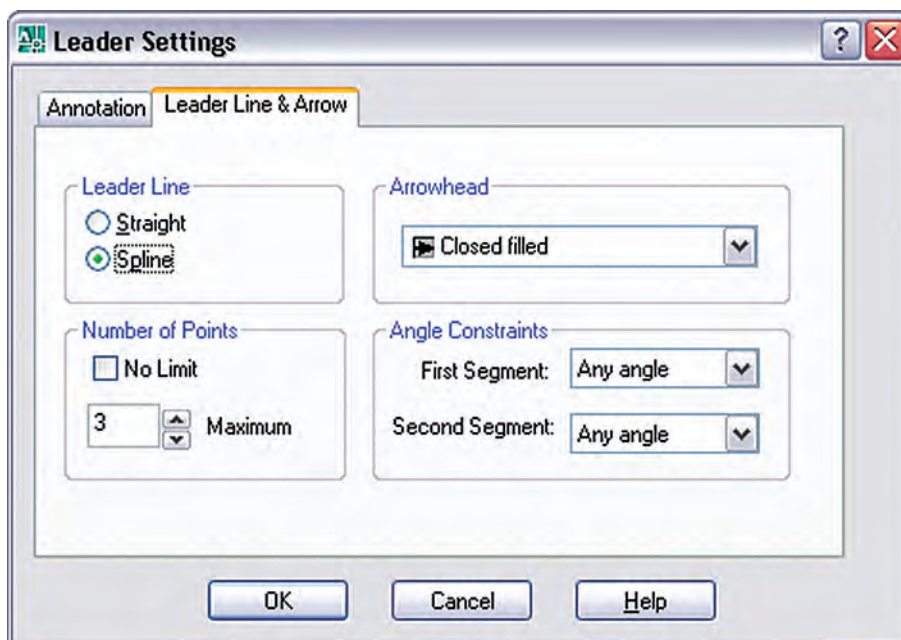 Leader Settings
Annotation
Leader Line & Arrow
Leader Line
Straight
Spline
Arrowhead
Closed filled
Number of Points
No Limit
3
Maximum
Angle Constraints
First Segment: Any angle
Second Segment: Any angle
OK
Cancel
Help